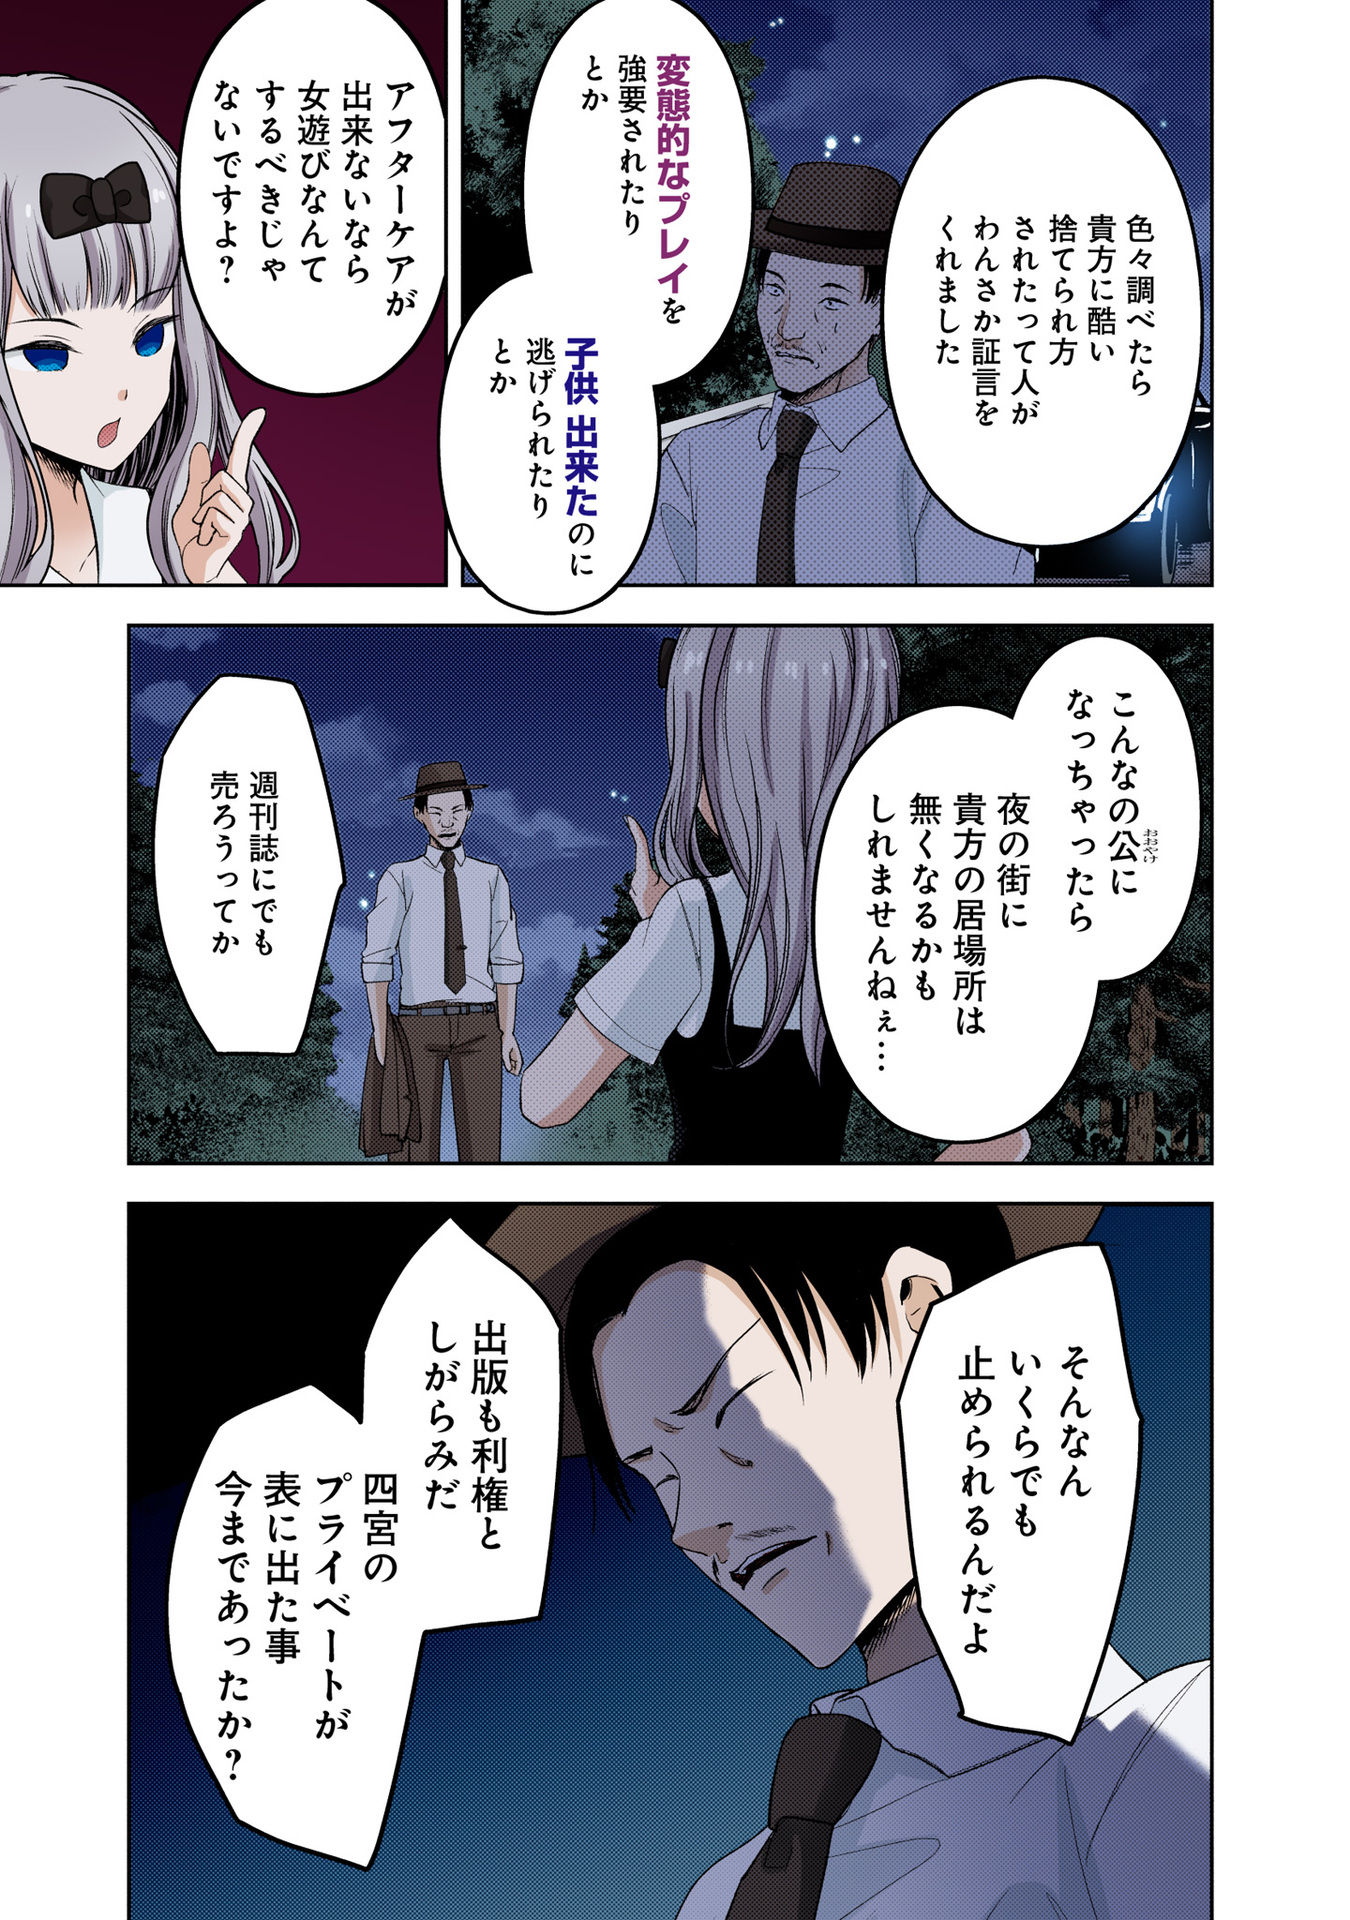 色々調べたら
貴方に酷い
捨てられ方
されたって人が
わんさか証言を
くれました
変態的なプレイを
強要されたり
とか
子供出来たのに
逃げられたり
とか
アフターケアが
出来ないなら
女遊びなんて
するべきじゃ
ないですよ？
こんなの公に
おおやけ
なっちゃったら
夜の街に
貴方の居場所は
無くなるかも
しれませんねぇ…
週刊誌にでも
売ろうってか
そんなん
いくらでも
止められるんだよ
出版も利権と
しがらみだ
四宮の
プライベートが
表に出た事
今まであったか？